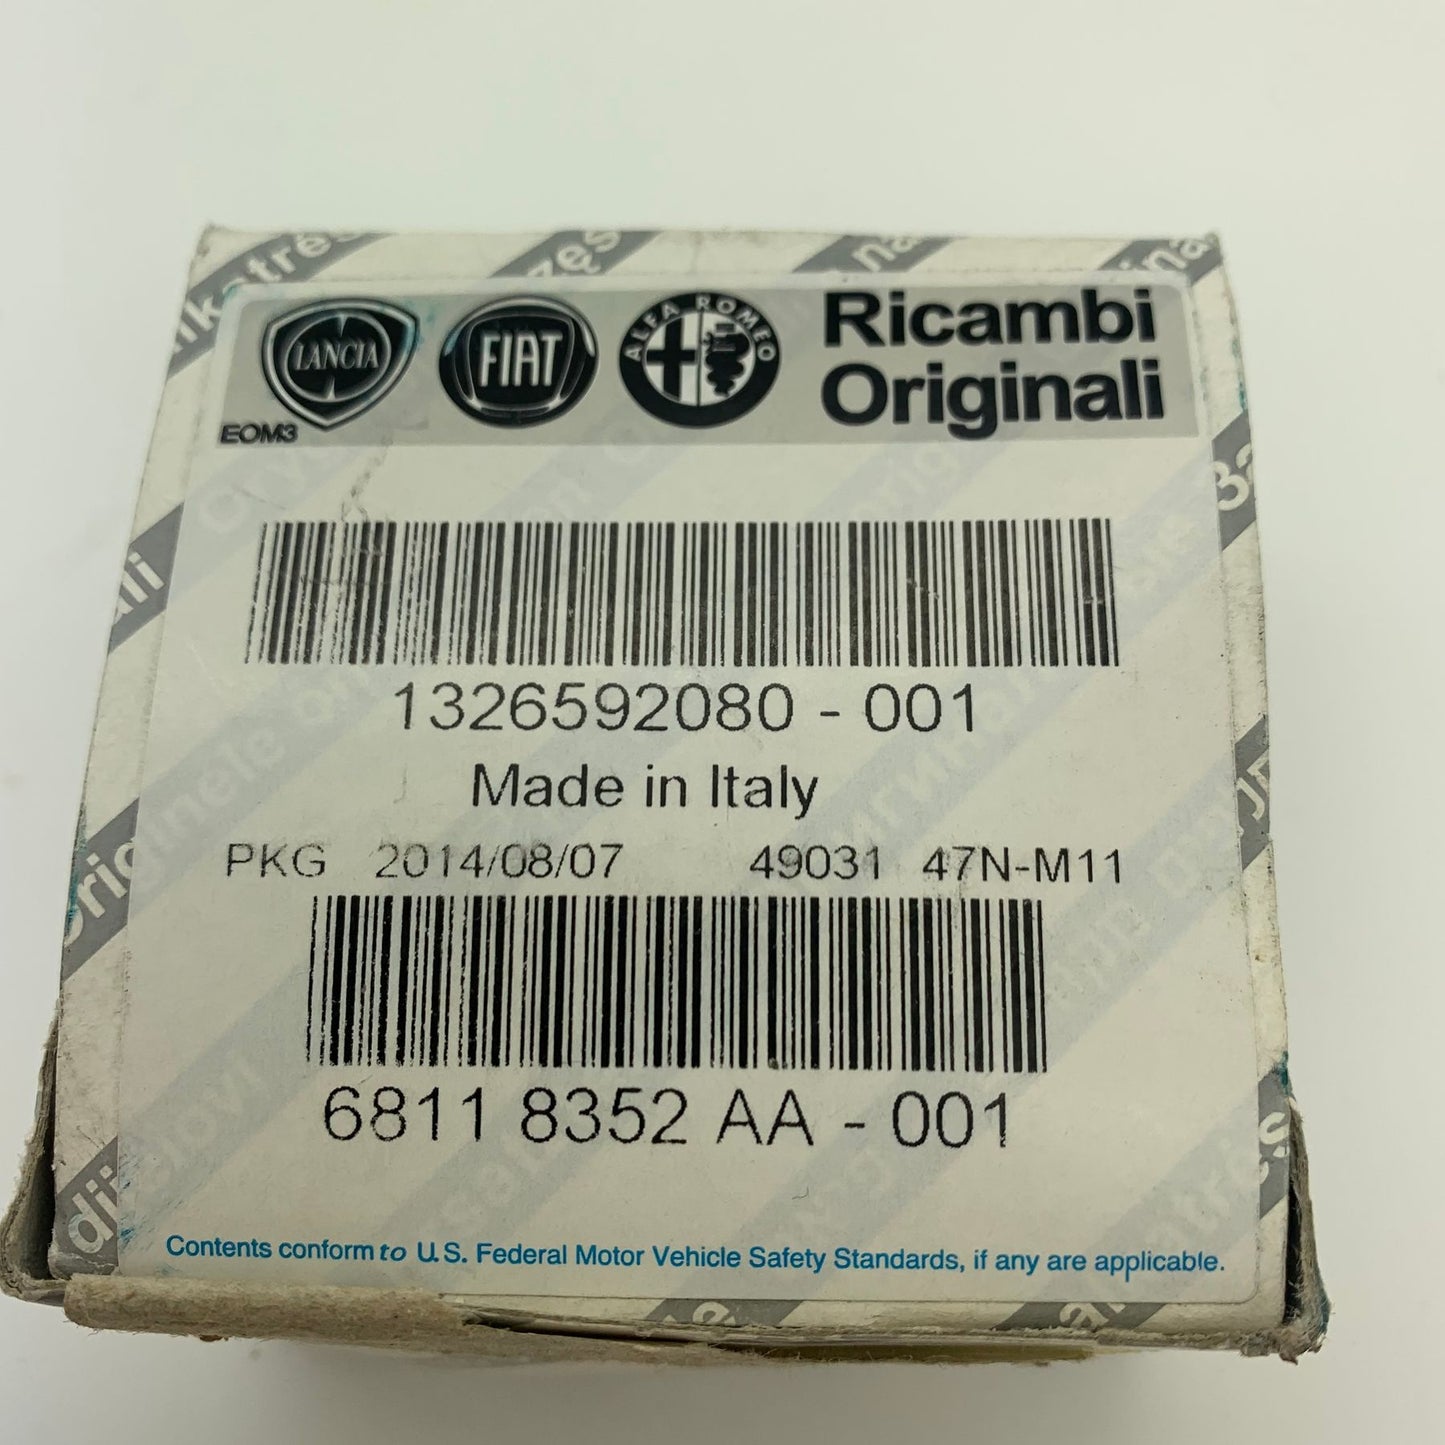 LANCIA FIAT ALFA ROMEO Ricambi
Originali
EOM3
1326592080 - 001
Made in Italy
PKG 2014/08/07 49031 47N-M11
6811 8352 AA - 001
Contents conform to U.S. Federal Motor Vehicle Safety Standards, if any are applicable.